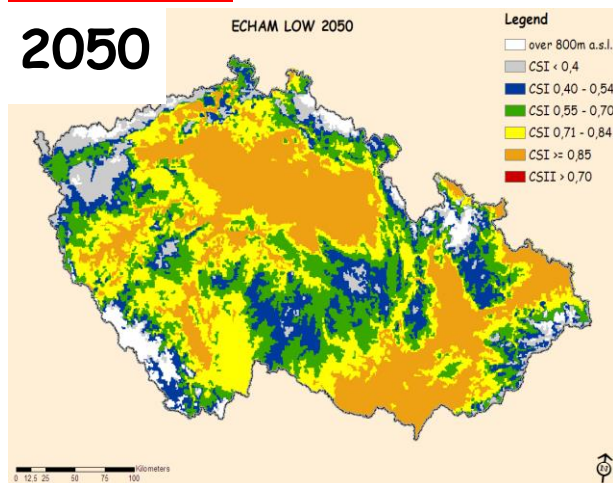 2050
ECHAM LOW 2050
Legend
over 800m a.s.l.
CSI < 0,4
CSI 0,40 - 0,54
CSI 0,55 - 0,70
CSI 0,71 - 0,84
CSI >= 0,85
CSII > 0,70
Kilometers
0 12,5 25 50 75 100